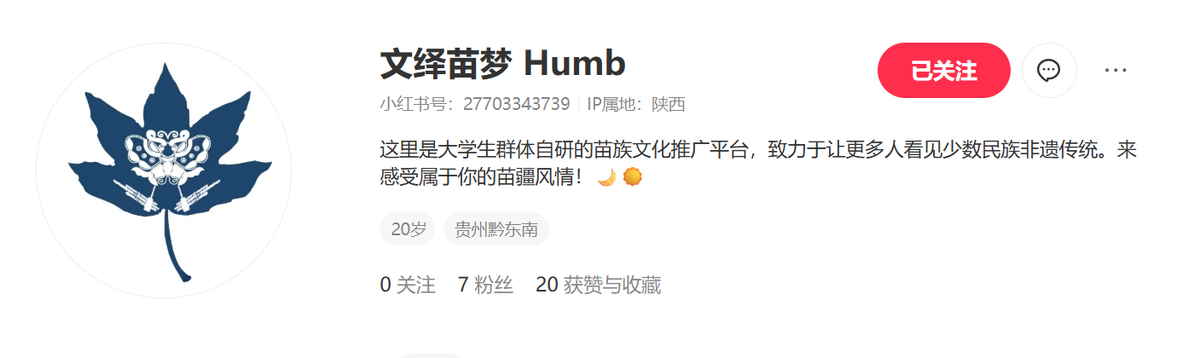 文绎苗梦 Humb
已关注
小红书号：27703343739 IP属地：陕西
这里是大学生群体自研的苗族文化推广平台，致力于让更多人看见少数民族非遗传统。来
感受属于你的苗疆风情！🌙🌼
20岁 贵州黔东南
0 关注 7 粉丝 20 获赞与收藏